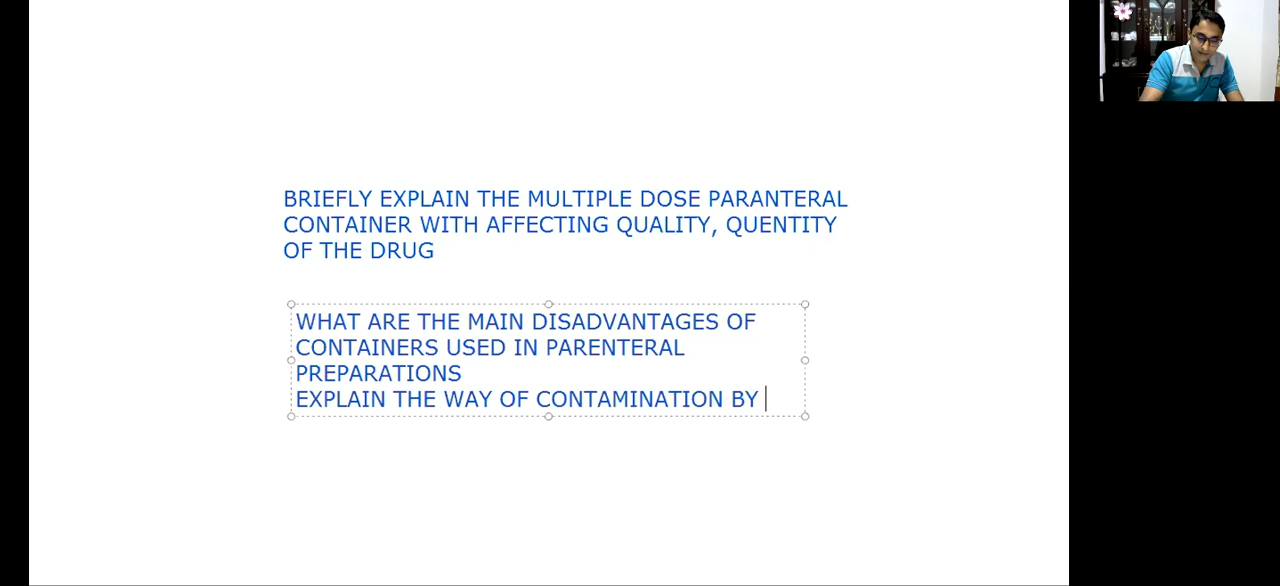 BRIEFLY EXPLAIN THE MULTIPLE DOSE PARANTERAL
CONTAINER WITH AFFECTING QUALITY, QUENTITY
OF THE DRUG
WHAT ARE THE MAIN DISADVANTAGES OF
CONTAINERS USED IN PARENTERAL
PREPARATIONS
EXPLAIN THE WAY OF CONTAMINATION BY